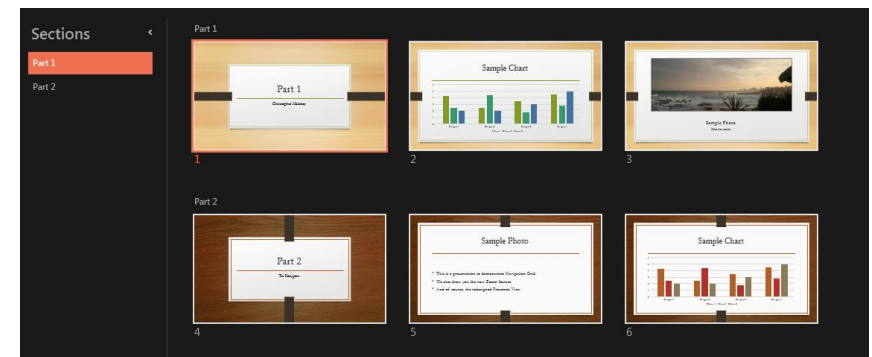 Sections
Part 1
Part 2
Part 1
Part 1
1
Sample Chart
2
Sample Photo
3
Part 2
Part 2
4
Sample Photo
* This is a presentation to demonstrate Navigation Grid
* We also show you the new Zoom feature
* And of course, the redesigned Presenter View
5
Sample Chart
6